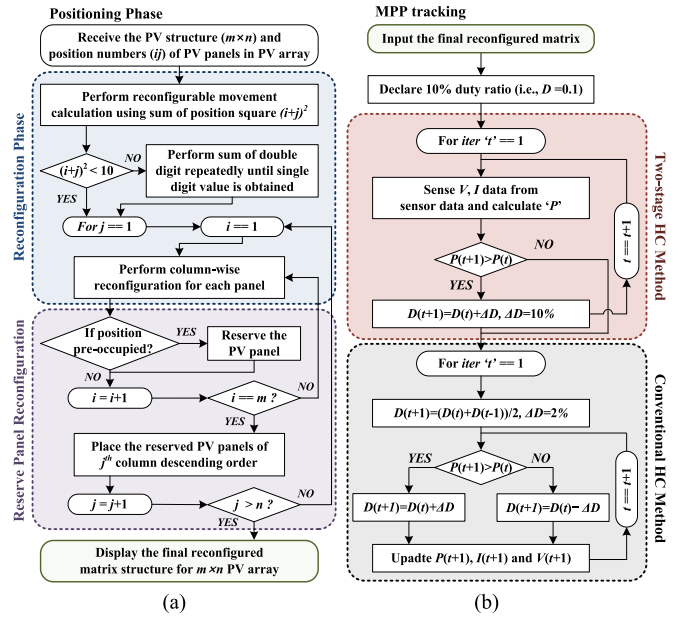 Positioning Phase
Receive the PV structure (m×n) and
position numbers (ij) of PV panels in PV array
Reconfiguration Phase
Perform reconfigurable movement
calculation using sum of position square (i+j)²
(i+j)² < 10
NO
YES
Perform sum of double
digit repeatedly until single
digit value is obtained
For j == 1
i == 1
Perform column-wise
reconfiguration for each panel
Reserve Panel Reconfiguration
If position
pre-occupied?
YES
NO
Reserve the
PV panel
i = i+1
i == m ?
NO
YES
Place the reserved PV panels of
jth column descending order
j = j+1
j > n ?
NO
YES
Display the final reconfigured
matrix structure for m×n PV array
(a)
MPP tracking
Input the final reconfigured matrix
Declare 10% duty ratio (i.e., D =0.1)
Two-stage HC Method
For iter ‘t’ == 1
Sense V, I data from
sensor data and calculate ‘P’
t == t+1
P(t+1)>P(t)
NO
YES
D(t+1)=D(t)+ΔD, ΔD=10%
Conventional HC Method
For iter ‘t’ == 1
D(t+1)=(D(t)+D(t-1))/2, ΔD=2%
YES
P(t+1)>P(t)
NO
t == t+1
D(t+1)=D(t)+ΔD
D(t+1)=D(t)− ΔD
Upadte P(t+1), I(t+1) and V(t+1)
(b)